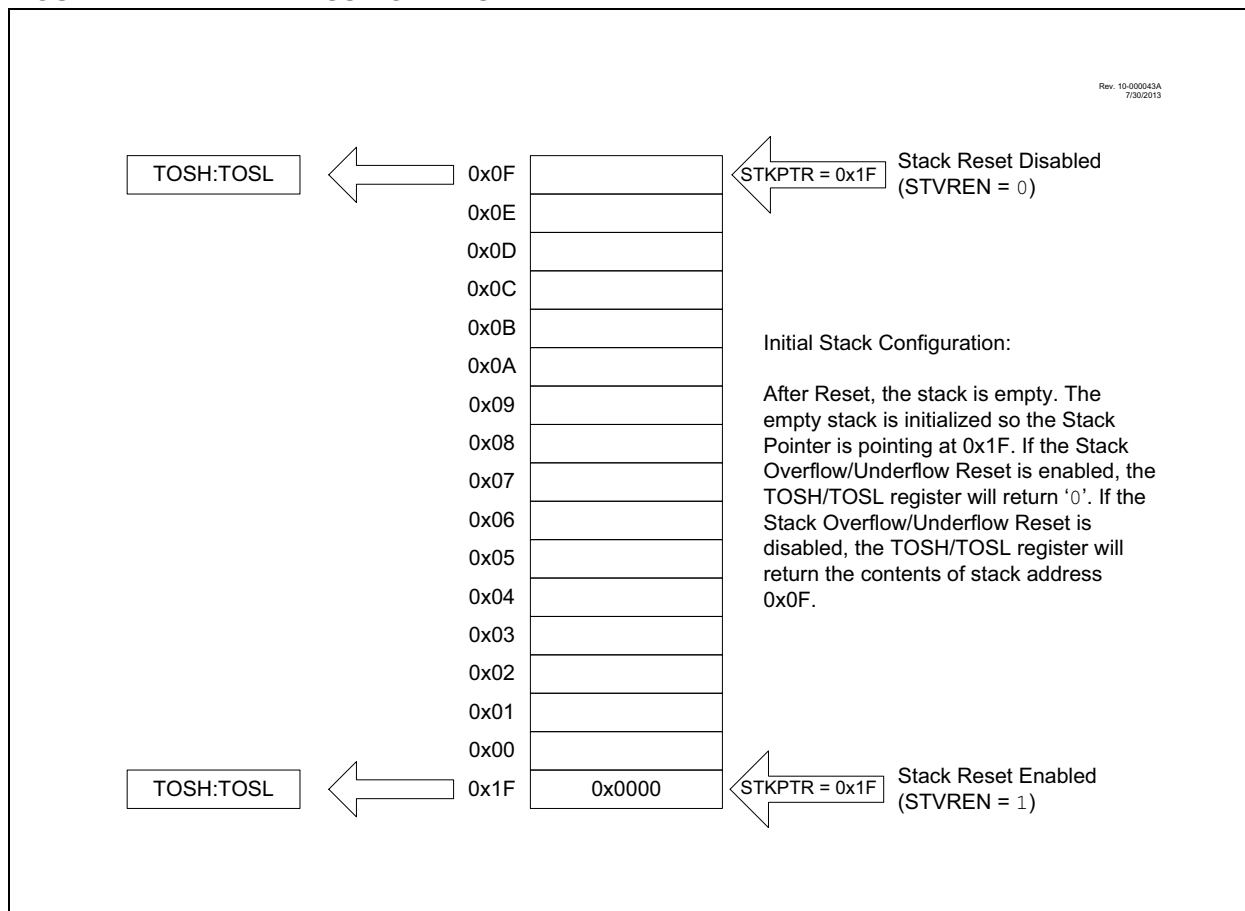 Rev. 10-000043A
7/30/2013
TOSH:TOSL
0x0F
STKPTR = 0x1F
Stack Reset Disabled
(STVREN = 0)
0x0E
0x0D
0x0C
0x0B
0x0A
0x09
0x08
0x07
0x06
0x05
0x04
0x03
0x02
0x01
0x00
Initial Stack Configuration:
After Reset, the stack is empty. The
empty stack is initialized so the Stack
Pointer is pointing at 0x1F. If the Stack
Overflow/Underflow Reset is enabled, the
TOSH/TOSL register will return ‘0’. If the
Stack Overflow/Underflow Reset is
disabled, the TOSH/TOSL register will
return the contents of stack address
0x0F.
TOSH:TOSL
0x1F
0x0000
STKPTR = 0x1F
Stack Reset Enabled
(STVREN = 1)